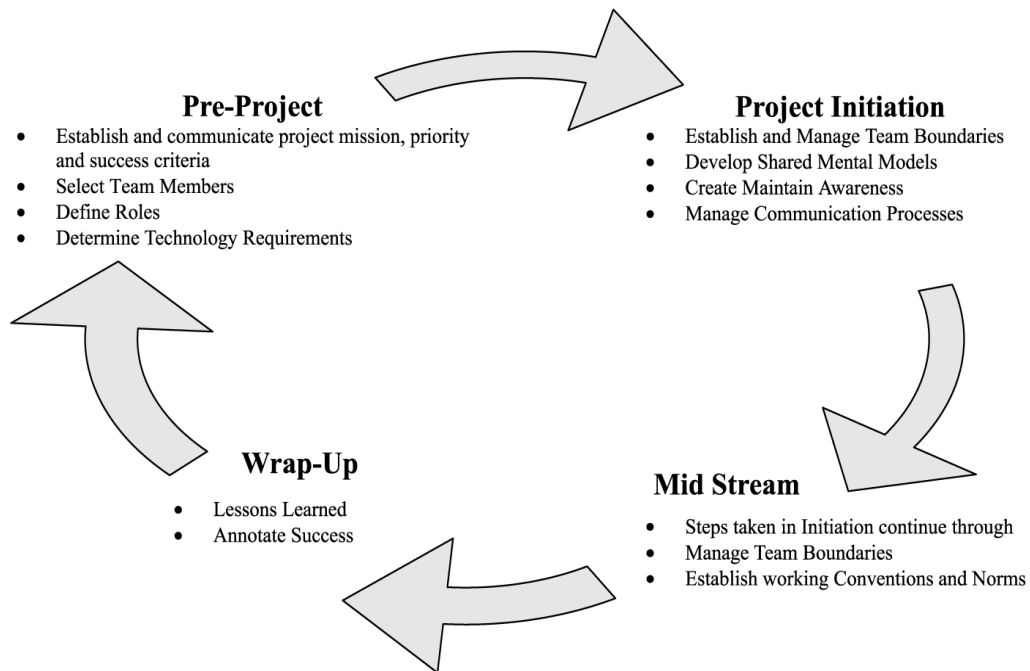 Pre-Project
• Establish and communicate project mission, priority
and success criteria
• Select Team Members
• Define Roles
• Determine Technology Requirements
Project Initiation
• Establish and Manage Team Boundaries
• Develop Shared Mental Models
• Create Maintain Awareness
• Manage Communication Processes
Mid Stream
• Steps taken in Initiation continue through
• Manage Team Boundaries
• Establish working Conventions and Norms
Wrap-Up
• Lessons Learned
• Annotate Success